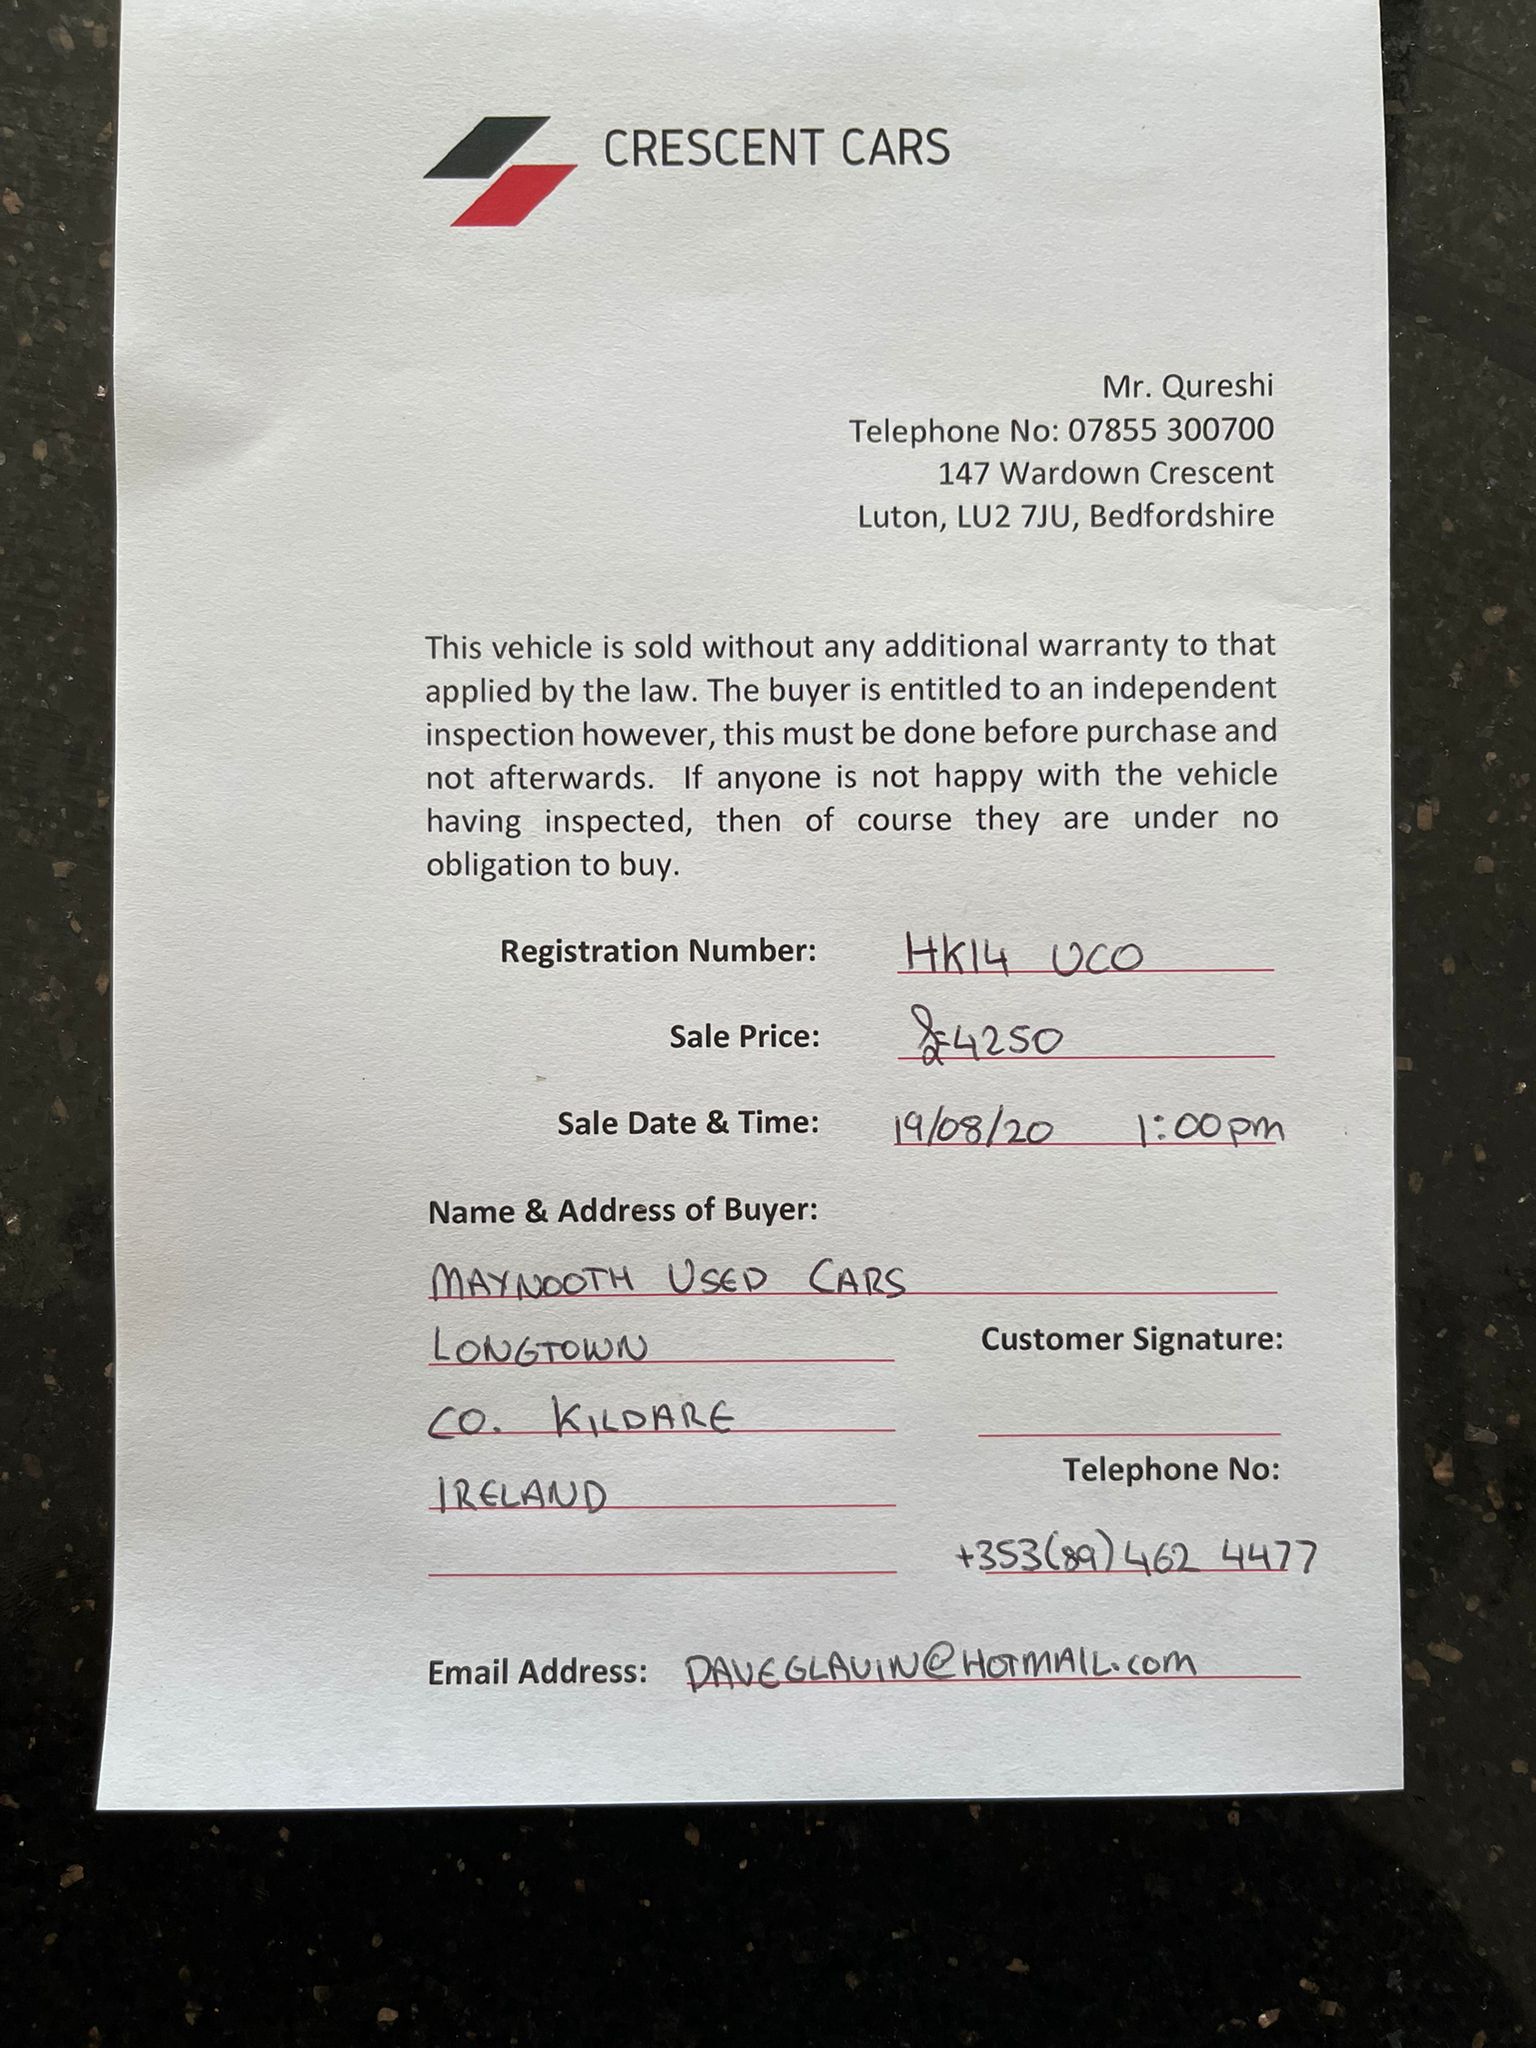 CRESCENT CARS
Mr. Qureshi
Telephone No: 07855 300700
147 Wardown Crescent
Luton, LU2 7JU, Bedfordshire
This vehicle is sold without any additional warranty to that
applied by the law. The buyer is entitled to an independent
inspection however, this must be done before purchase and
not afterwards. If anyone is not happy with the vehicle
having inspected, then of course they are under no
obligation to buy.
Registration Number: HK14 UCO
Sale Price: £4250
Sale Date & Time: 19/08/20 1:00pm
Name & Address of Buyer:
MAYNOOTH USED CARS
LONGTOWN
Customer Signature:
CO. KILDARE
Telephone No:
IRELAND
+353(89)462 4477
Email Address: DAVEGLAVIN@HOTMAIL.com